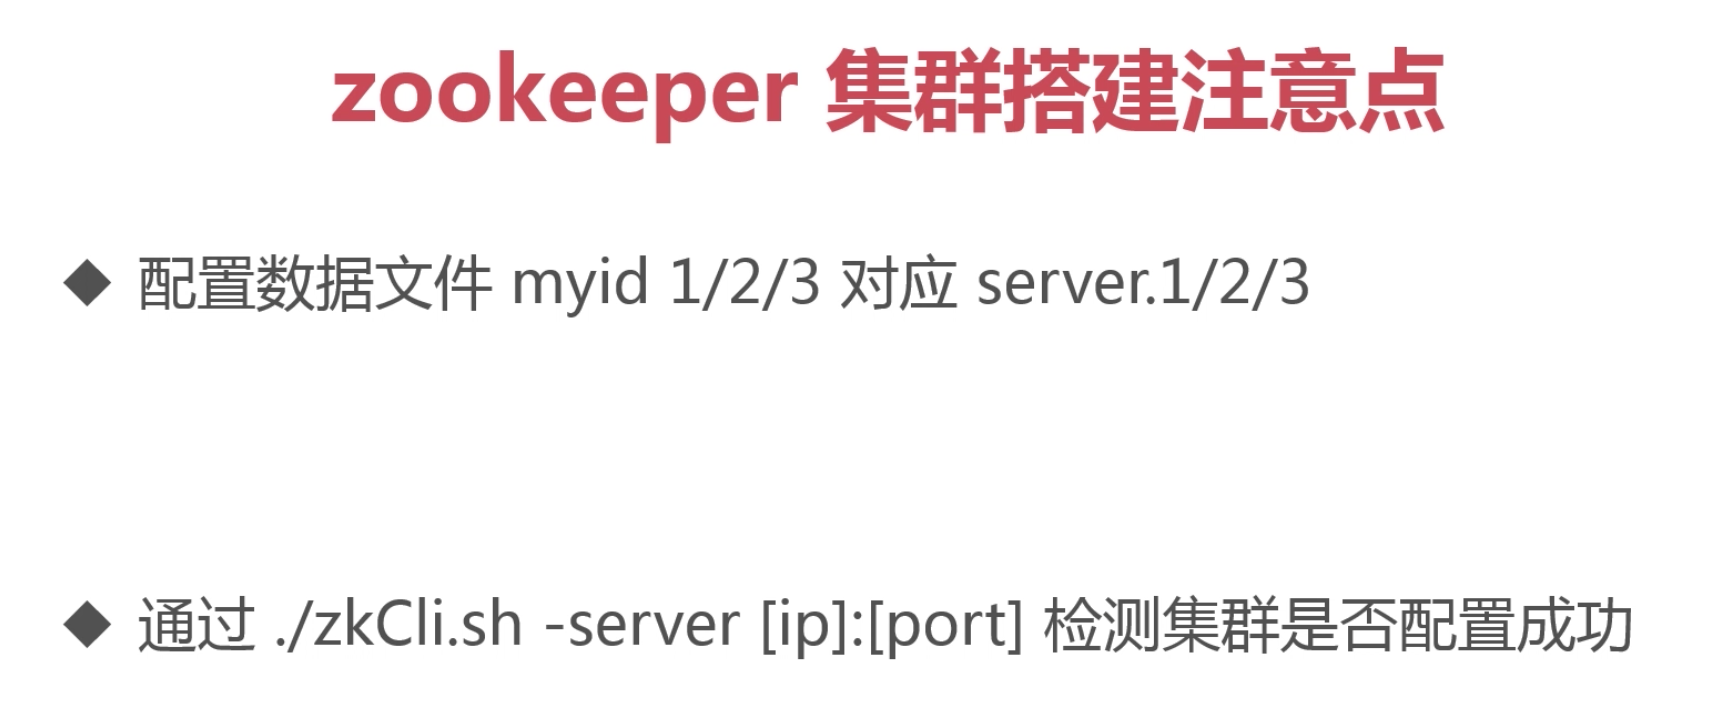 zookeeper 集群搭建注意点
◆ 配置数据文件 myid 1/2/3 对应 server.1/2/3
◆ 通过 ./zkCli.sh -server [ip]:[port] 检测集群是否配置成功